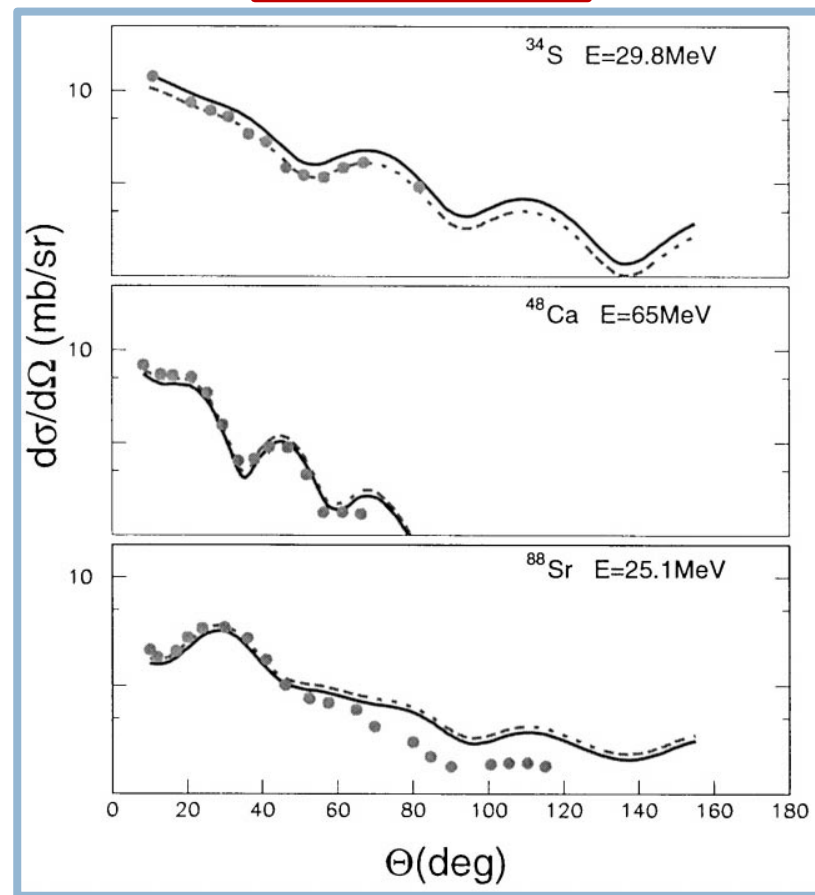 ³⁴S E=29.8MeV
10
⁴⁸Ca E=65MeV
10
⁸⁸Sr E=25.1MeV
10
dσ/dΩ (mb/sr)
0 20 40 60 80 100 120 140 160 180
Θ(deg)